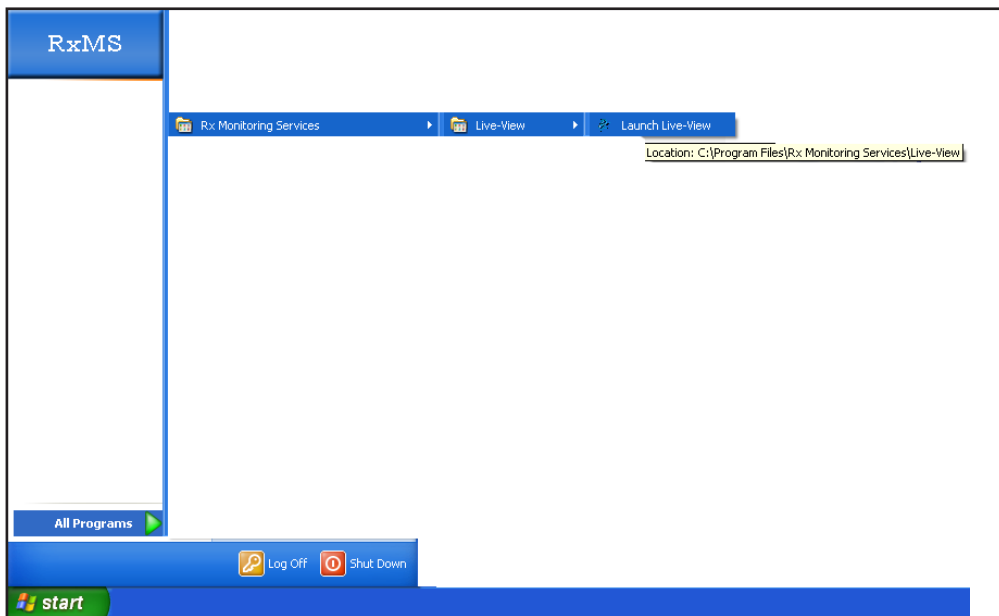 RxMS
Rx Monitoring Services
Live-View
Launch Live-View
Location: C:\Program Files\Rx Monitoring Services\Live-View
All Programs
Log Off
Shut Down
start